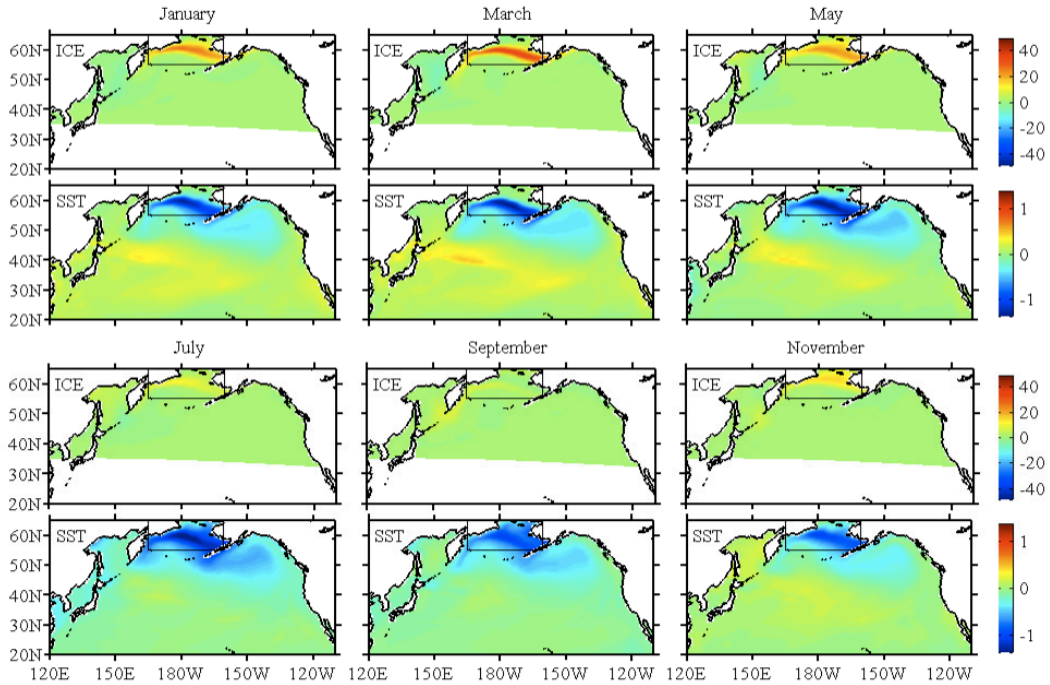 January March May
60N ICE ICE ICE 40
50N 20
40N 0
30N -20
20N -40
60N SST SST SST 1
50N
40N 0
30N
20N -1
July September November
60N ICE ICE ICE 40
50N 20
40N 0
30N -20
20N -40
60N SST SST SST 1
50N
40N 0
30N
20N -1
120E 150E 180W 150W 120W 120E 150E 180W 150W 120W 120E 150E 180W 150W 120W